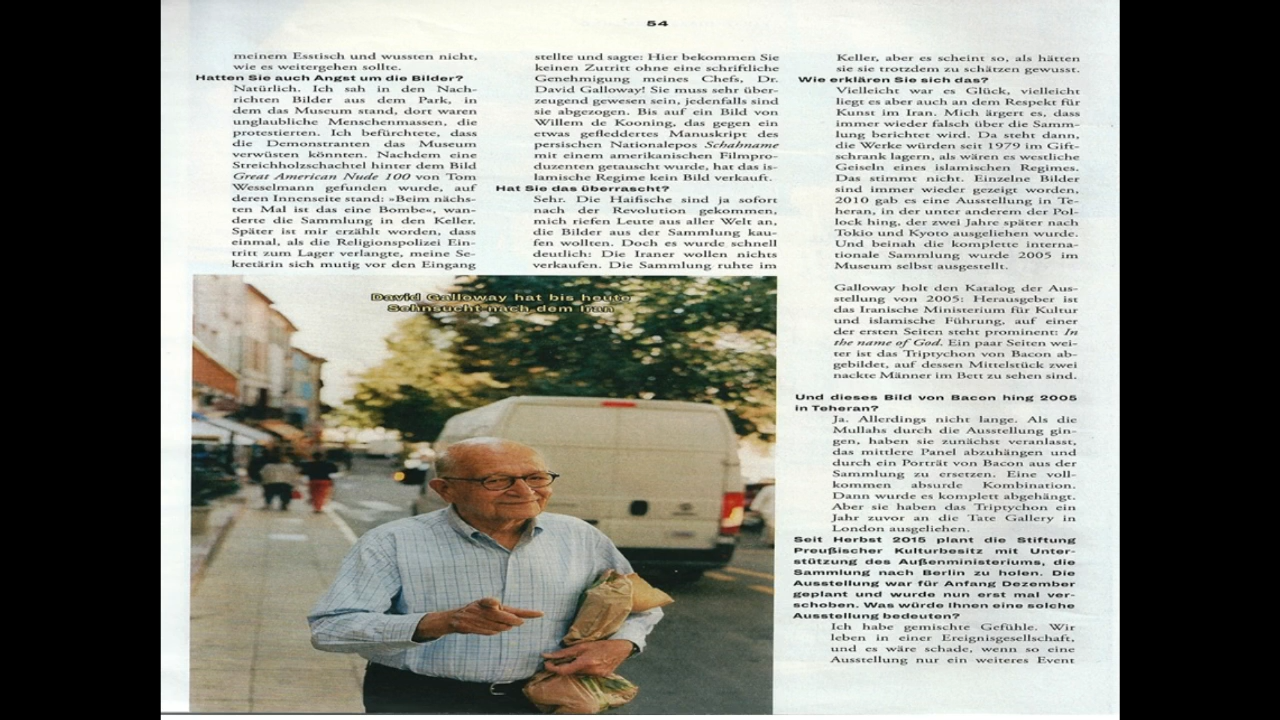 54
meinem Esstisch und wussten nicht,
wie es weitergehen sollte.
Hatten Sie auch Angst um die Bilder?
Natürlich. Ich sah in den Nach-
richten Bilder aus dem Park, in
dem das Museum stand, dort waren
unglaubliche Menschenmassen, die
protestierten. Ich befürchtete, dass
die Demonstranten das Museum
verwüsten könnten. Nachdem eine
Streichholzschachtel hinter dem Bild
Great American Nude 100 von Tom
Wesselmann gefunden wurde, auf
deren Innenseite stand: »Beim nächs-
ten Mal ist das eine Bombe«, wan-
derte die Sammlung in den Keller.
Später ist mir erzählt worden, dass
einmal, als die Religionspolizei Ein-
tritt zum Lager verlangte, meine Se-
kretärin sich mutig vor den Eingang
stellte und sagte: Hier bekommen Sie
keinen Zutritt ohne eine schriftliche
Genehmigung meines Chefs, Dr.
David Galloway! Sie muss sehr über-
zeugend gewesen sein, jedenfalls sind
sie abgezogen. Bis auf ein Bild von
Willem de Kooning, das gegen ein
etwas gefleddertes Manuskript des
persischen Nationalepos Schahname
mit einem amerikanischen Filmpro-
duzenten getauscht wurde, hat das is-
lamische Regime kein Bild verkauft.
Hat Sie das überrascht?
Sehr. Die Haifische sind ja sofort
nach der Revolution gekommen,
mich riefen Leute aus aller Welt an,
die Bilder aus der Sammlung kau-
fen wollten. Doch es wurde schnell
deutlich: Die Iraner wollen nichts
verkaufen. Die Sammlung ruhte im
Keller, aber es scheint so, als hätten
sie sie trotzdem zu schätzen gewusst.
Wie erklären Sie sich das?
Vielleicht war es Glück, vielleicht
liegt es aber auch an dem Respekt für
Kunst im Iran. Mich ärgert es, dass
immer wieder falsch über die Samm-
lung berichtet wird. Da steht dann,
die Werke würden seit 1979 im Gift-
schrank lagern, als wären es westliche
Geiseln eines islamischen Regimes.
Das stimmt nicht. Einzelne Bilder
sind immer wieder gezeigt worden,
2010 gab es eine Ausstellung in Te-
heran, in der unter anderem der Pol-
lock hing, der zwei Jahre später nach
Tokio und Kyoto ausgeliehen wurde.
Und beinah die komplette interna-
tionale Sammlung wurde 2005 im
Museum selbst ausgestellt.
Galloway holt den Katalog der Aus-
stellung von 2005: Herausgeber ist
das Iranische Ministerium für Kultur
und islamische Führung, auf einer
der ersten Seiten steht prominent: In
the name of God. Ein paar Seiten wei-
ter ist das Triptychon von Bacon ab-
gebildet, auf dessen Mittelstück zwei
nackte Männer im Bett zu sehen sind.
Und dieses Bild von Bacon hing 2005
in Teheran?
Ja. Allerdings nicht lange. Als die
Mullahs durch die Ausstellung gin-
gen, haben sie zunächst veranlasst,
das mittlere Panel abzuhängen und
durch ein Porträt von Bacon aus der
Sammlung zu ersetzen. Eine voll-
kommen absurde Kombination.
Dann wurde es komplett abgehängt.
Aber sie haben das Triptychon ein
Jahr zuvor an die Tate Gallery in
London ausgeliehen.
Seit Herbst 2015 plant die Stiftung
Preußischer Kulturbesitz mit Unter-
stützung des Außenministeriums, die
Sammlung nach Berlin zu holen. Die
Ausstellung war für Anfang Dezember
geplant und wurde nun erst mal ver-
schoben. Was würde Ihnen eine solche
Ausstellung bedeuten?
Ich habe gemischte Gefühle. Wir
leben in einer Ereignisgesellschaft,
und es wäre schade, wenn so eine
Ausstellung nur ein weiteres Event
David Galloway hat bis heute
Sehnsucht nach dem Iran